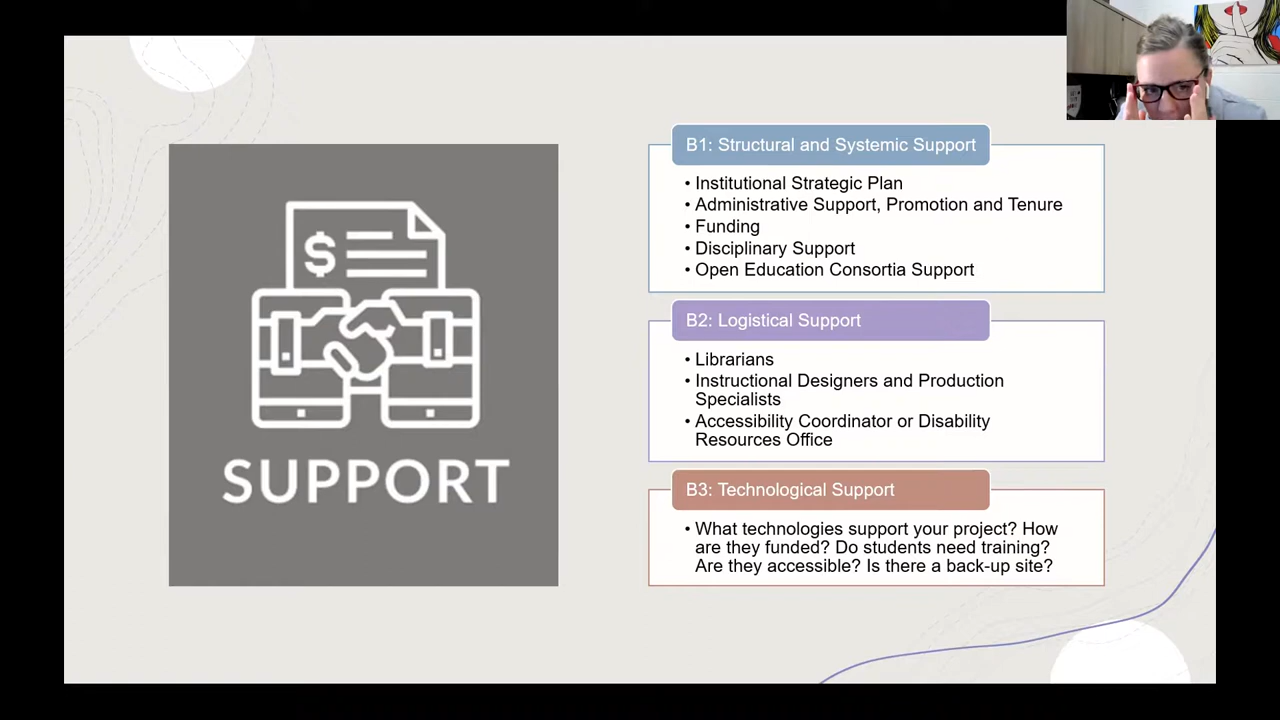 $
SUPPORT
B1: Structural and Systemic Support
• Institutional Strategic Plan
• Administrative Support, Promotion and Tenure
• Funding
• Disciplinary Support
• Open Education Consortia Support
B2: Logistical Support
• Librarians
• Instructional Designers and Production
Specialists
• Accessibility Coordinator or Disability
Resources Office
B3: Technological Support
• What technologies support your project? How
are they funded? Do students need training?
Are they accessible? Is there a back-up site?